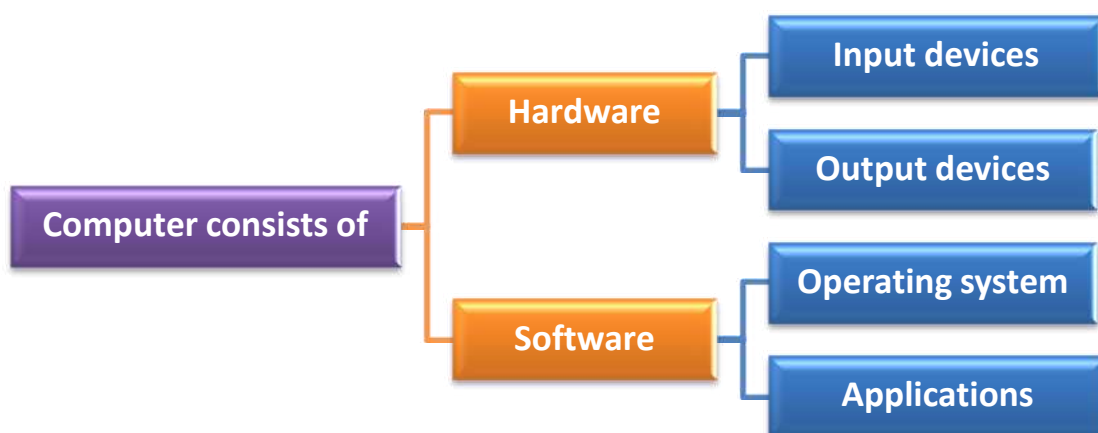 Computer consists of
Hardware
Input devices
Output devices
Software
Operating system
Applications